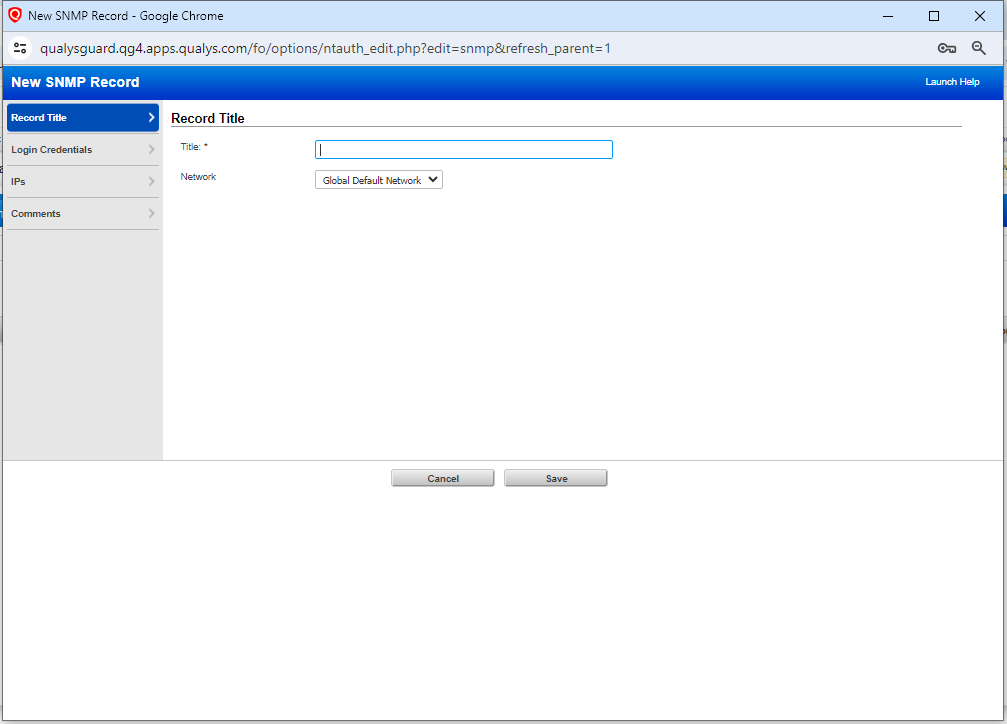 New SNMP Record - Google Chrome
qualysguard.qg4.apps.qualys.com/fo/options/ntauth_edit.php?edit=snmp&refresh_parent=1
New SNMP Record
Launch Help
Record Title
Login Credentials
IPs
Comments
Record Title
Title: *
Network
Global Default Network
Cancel
Save